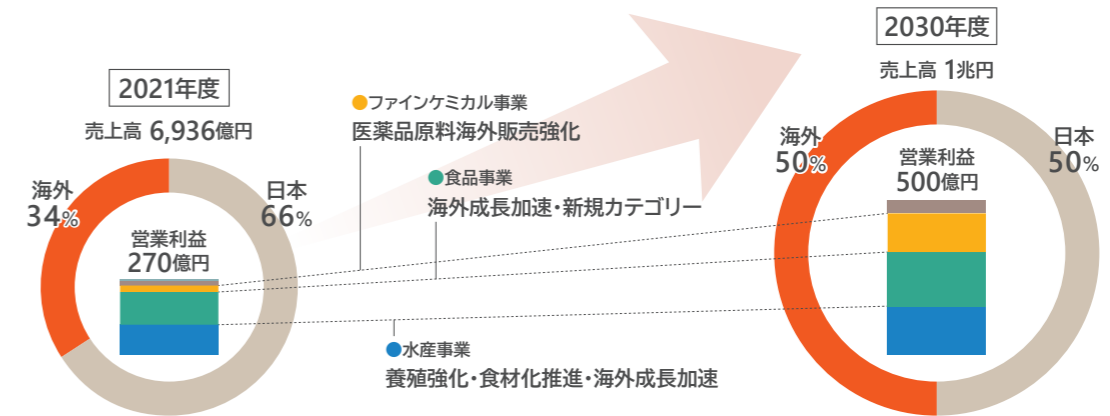 2021年度
売上高 6,936億円
海外
34%
日本
66%
営業利益
270億円
●ファインケミカル事業
医薬品原料海外販売強化
●食品事業
海外成長加速・新規カテゴリー
●水産事業
養殖強化・食材化推進・海外成長加速
2030年度
売上高 1兆円
海外
50%
日本
50%
営業利益
500億円